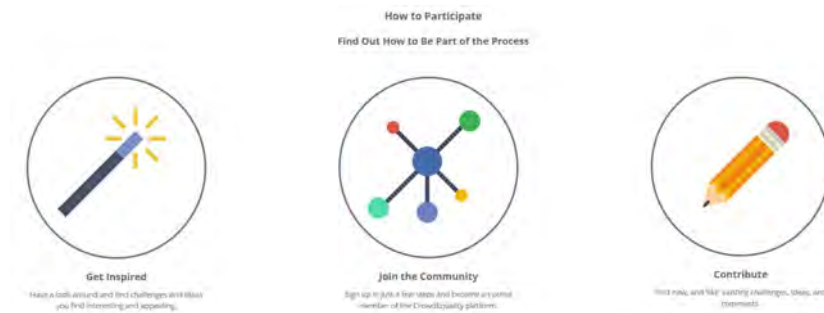 How to Participate
Find Out How to Be Part of the Process
Get Inspired
Have a look around and find challenges and ideas
you find interesting and appealing.
Join the Community
Sign up in just a few steps and become an active
member of the CrowdEquality platform.
Contribute
new, and like existing challenges, ideas, and
comments